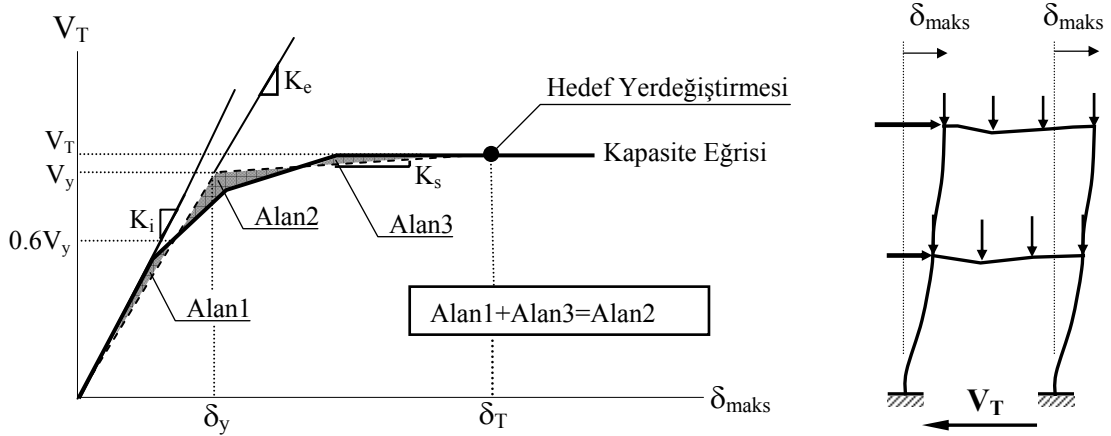 V_T
K_e
Hedef Yerdeğiştirmesi
V_T
Kapasite Eğrisi
V_y
K_s
K_i
Alan2
Alan3
0.6V_y
Alan1
Alan1+Alan3=Alan2
δ_y
δ_T
δ_maks
δ_maks
δ_maks
V_T